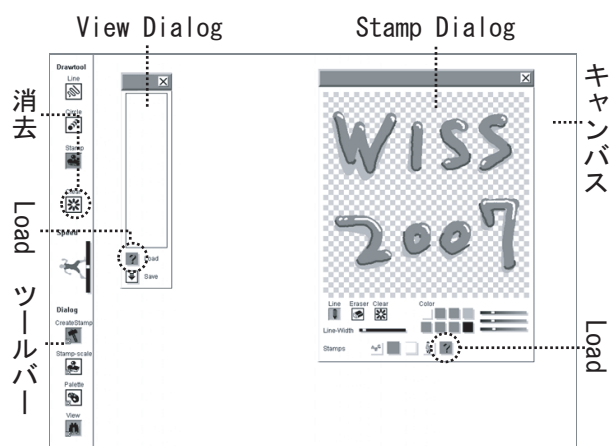 View Dialog
Stamp Dialog
消去
Load
ツールバー
キャンバス
Load
Drawtool
Line
Circle
Stamp
Speed
Dialog
CreateStamp
Stamp-scale
Palette
View
Load
Save
WISS
2007
Line
Eraser
Clear
Color
Line-Width
Stamps